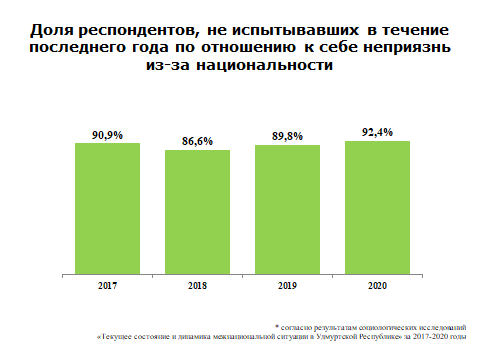 Доля респондентов, не испытывавших в течение
последнего года по отношению к себе неприязнь
из-за национальности
90,9%
86,6%
89,8%
92,4%
2017
2018
2019
2020
* согласно результатам социологических исследований
«Текущее состояние и динамика межнациональной ситуации в Удмуртской Республике» за 2017-2020 годы